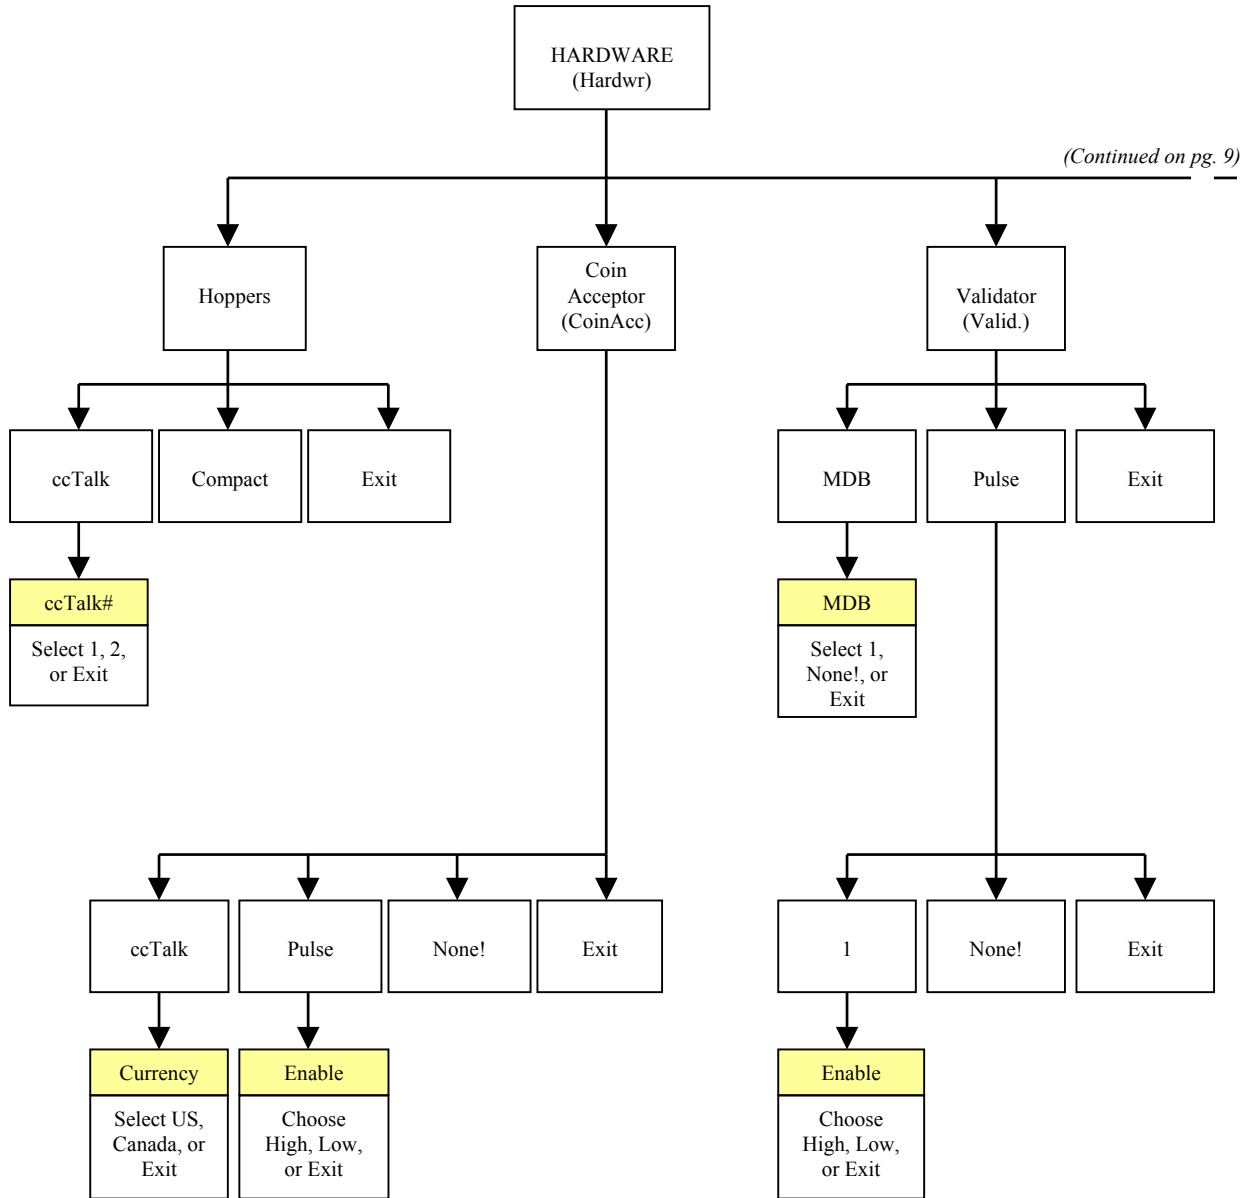 HARDWARE
(Hardwr)
(Continued on pg. 9)
Hoppers
Coin
Acceptor
(CoinAcc)
Validator
(Valid.)
ccTalk
Compact
Exit
MDB
Pulse
Exit
ccTalk#
Select 1, 2,
or Exit
MDB
Select 1,
None!, or
Exit
ccTalk
Pulse
None!
Exit
1
None!
Exit
Currency
Select US,
Canada, or
Exit
Enable
Choose
High, Low,
or Exit
Enable
Choose
High, Low,
or Exit